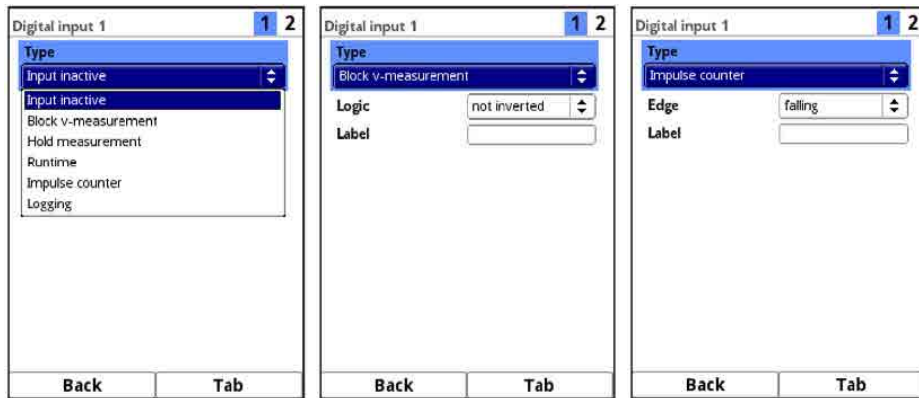 Digital input 1 1 2
Type
Input inactive
Input inactive
Block v-measurement
Hold measurement
Runtime
Impulse counter
Logging
Back Tab
Digital input 1 1 2
Type
Block v-measurement
Logic not inverted
Label
Back Tab
Digital input 1 1 2
Type
Impulse counter
Edge falling
Label
Back Tab